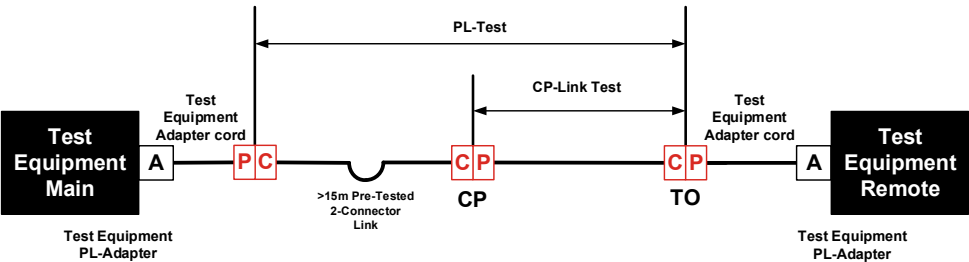 PL-Test
CP-Link Test
Test
Equipment
Adapter cord
Test
Equipment
Adapter cord
Test
Equipment
Main
A
P C
C P
C P
A
Test
Equipment
Remote
>15m Pre-Tested
2-Connector
Link
CP
TO
Test Equipment
PL-Adapter
Test Equipment
PL-Adapter